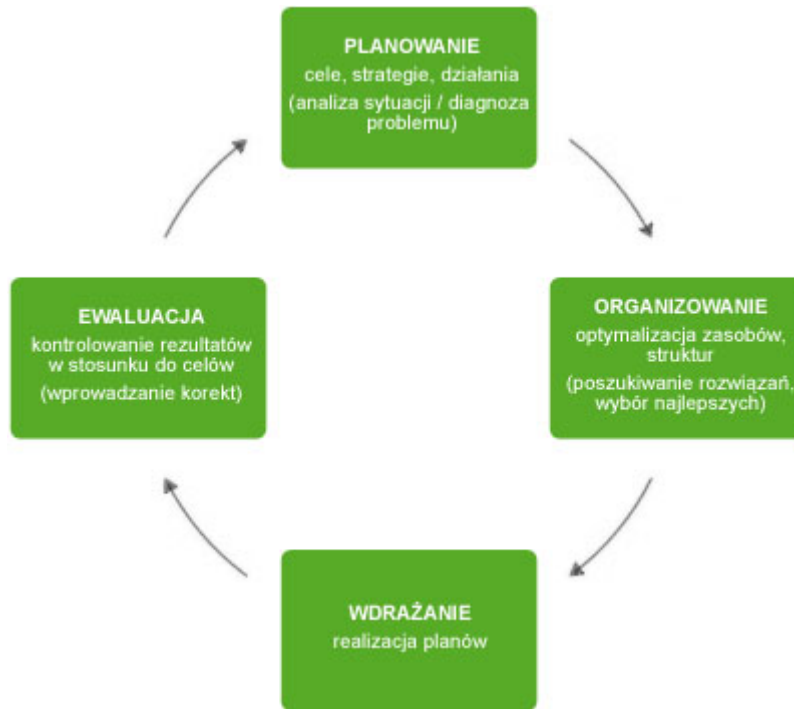 PLANOWANIE
cele, strategie, działania
(analiza sytuacji / diagnoza
problemu)
ORGANIZOWANIE
optymalizacja zasobów,
struktur
(poszukiwanie rozwiązań,
wybór najlepszych)
WDRAŻANIE
realizacja planów
EWALUACJA
kontrolowanie rezultatów
w stosunku do celów
(wprowadzanie korekt)